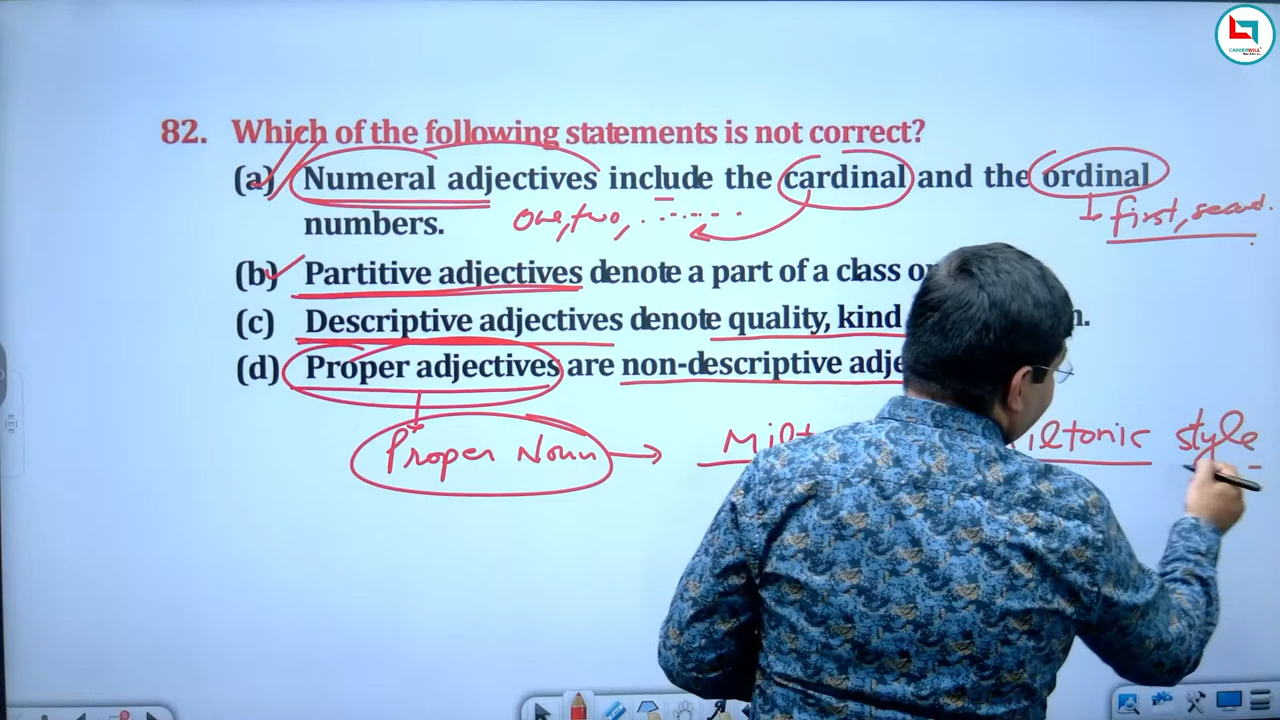 CAREERWILL
82. Which of the following statements is not correct?
(a) Numeral adjectives include the cardinal and the ordinal
numbers.
one, two, .......
first, second.
(b) Partitive adjectives denote a part of a class
(c) Descriptive adjectives denote quality, kind
(d) Proper adjectives are non-descriptive
Proper Noun → Miltonic style